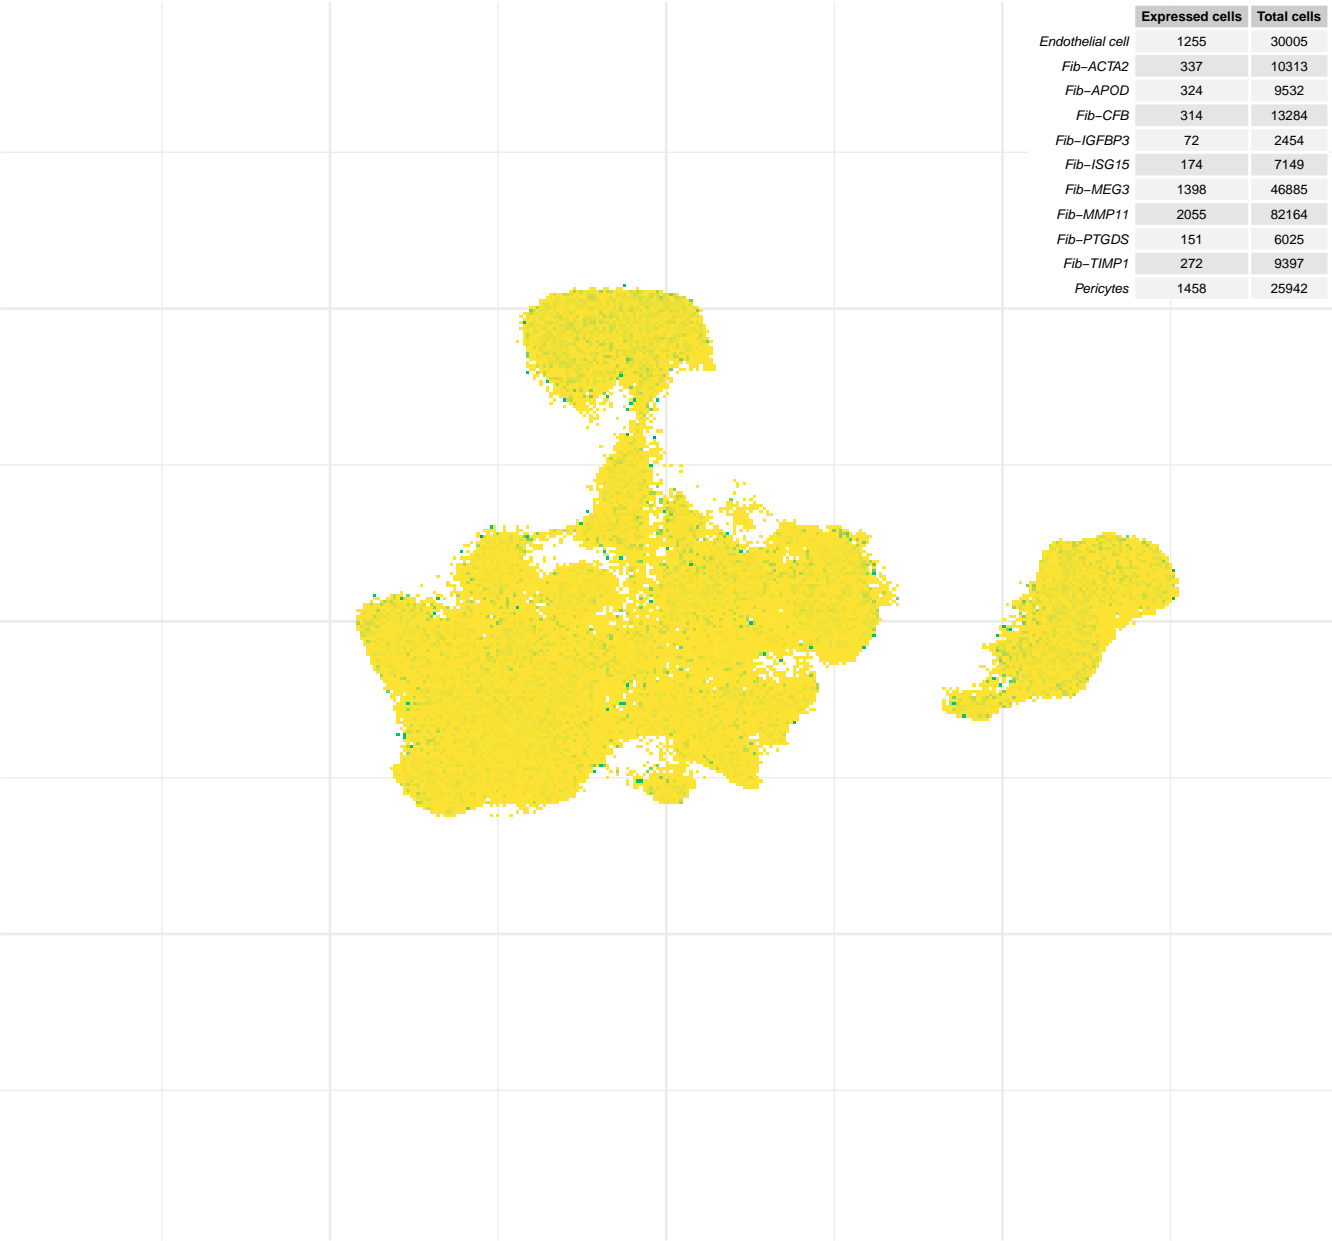 Expressed cells Total cells
Endothelial cell 1255 30005
Fib−ACTA2 337 10313
Fib−APOD 324 9532
Fib−CFB 314 13284
Fib−IGFBP3 72 2454
Fib−ISG15 174 7149
Fib−MEG3 1398 46885
Fib−MMP11 2055 82164
Fib−PTGDS 151 6025
Fib−TIMP1 272 9397
Pericytes 1458 25942